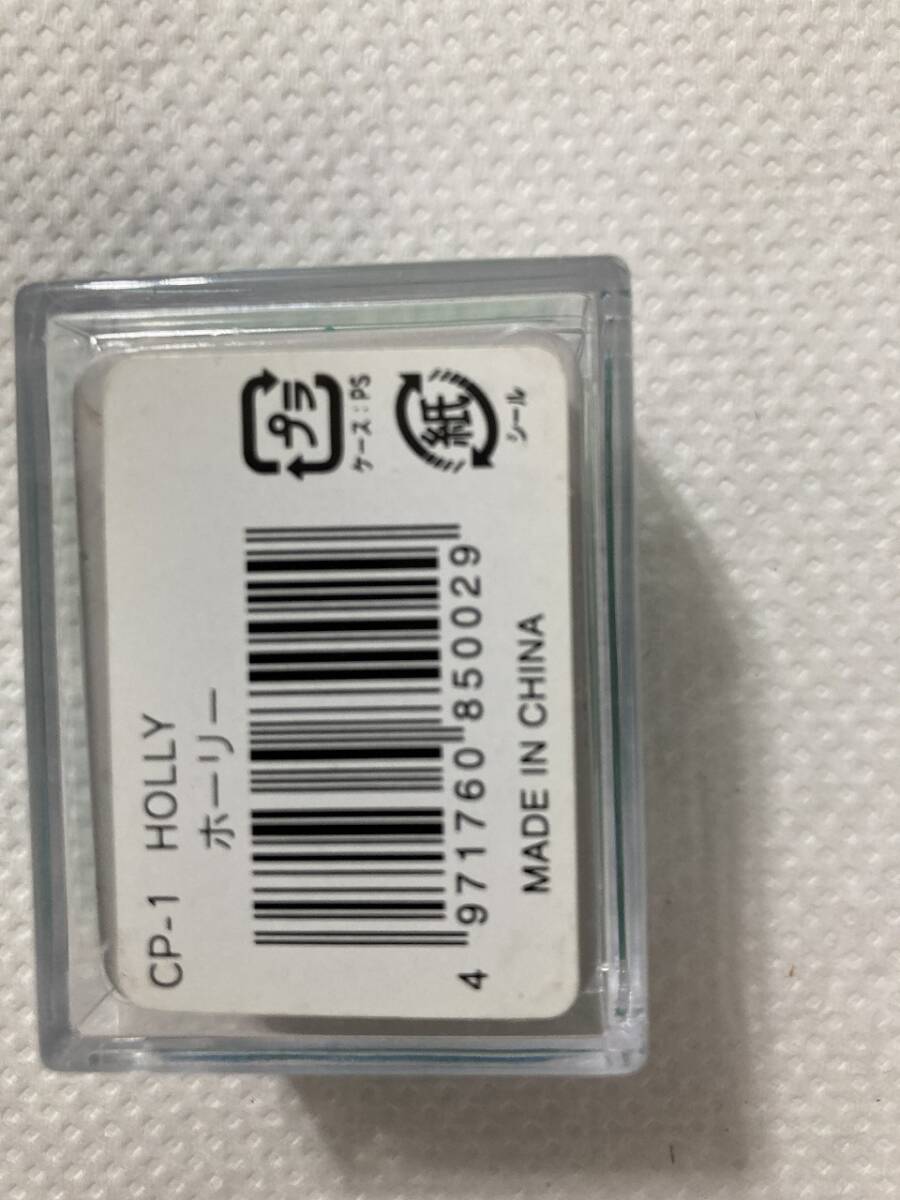 CP-1 HOLLY
ホーリー
4 971760 850029
MADE IN CHINA
プラ
ケース:PS
紙
シール